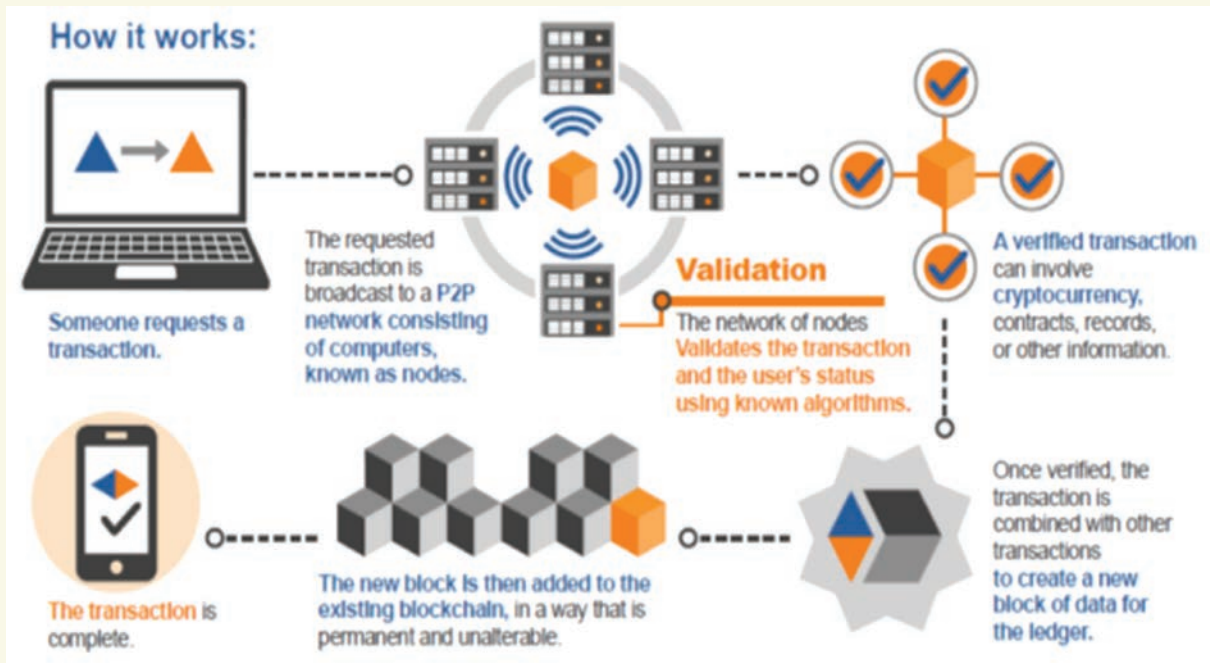 How it works:
Someone requests a
transaction.
The requested
transaction is
broadcast to a P2P
network consisting
of computers,
known as nodes.
Validation
The network of nodes
Validates the transaction
and the user's status
using known algorithms.
A verified transaction
can involve
cryptocurrency,
contracts, records,
or other information.
Once verified, the
transaction is
combined with other
transactions
to create a new
block of data for
the ledger.
The new block is then added to the
existing blockchain, in a way that is
permanent and unalterable.
The transaction is
complete.